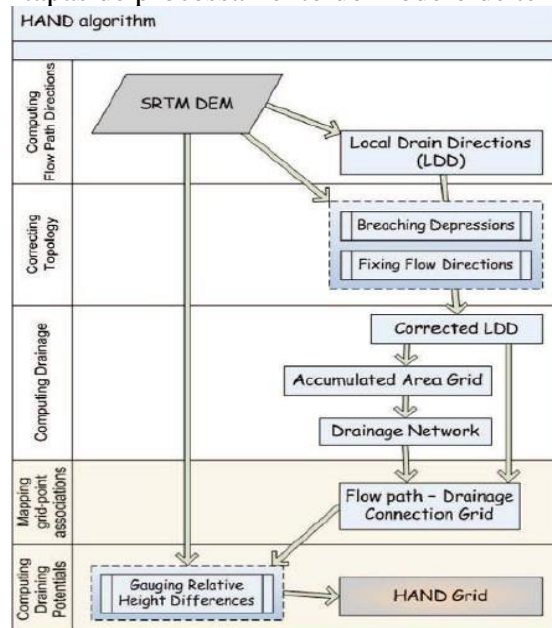 HAND algorithm
Computing
Flow Path Directions
SRTM DEM
Local Drain Directions
(LDD)
Correcting
Topology
Breaching Depressions
Fixing Flow Directions
Computing Drainage
Corrected LDD
Accumulated Area Grid
Drainage Network
Mapping
grid-point
associations
Flow path – Drainage
Connection Grid
Computing
Draining
Potentials
Gauging Relative
Height Differences
HAND Grid